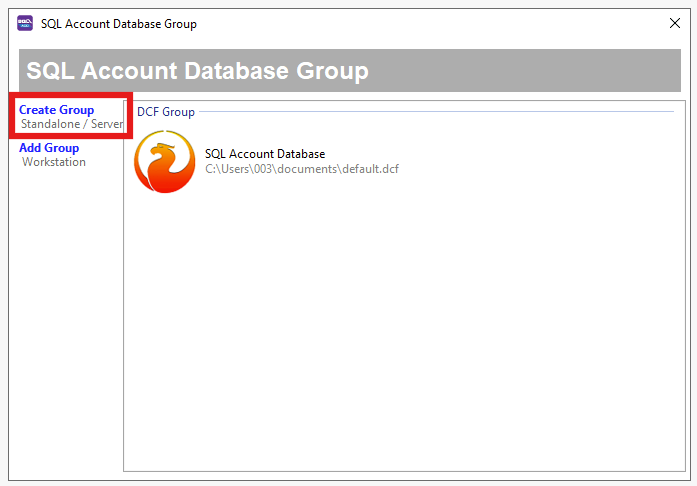 SQL Account Database Group
SQL Account Database Group
Create Group
Standalone / Server
Add Group
Workstation
DCF Group
SQL Account Database
C:\Users\003\documents\default.dcf